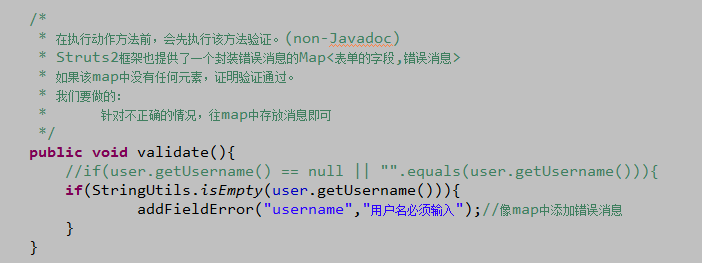 /*
* 在执行动作方法前，会先执行该方法验证。(non-Javadoc)
* Struts2框架也提供了一个封装错误消息的Map<表单的字段,错误消息>
* 如果该map中没有任何元素，证明验证通过。
* 我们要做的：
* 针对不正确的情况，往map中存放消息即可
*/
public void validate(){
//if(user.getUsername() == null || "".equals(user.getUsername())){
if(StringUtils.isEmpty(user.getUsername())){
addFieldError("username","用户名必须输入");//像map中添加错误消息
}
}